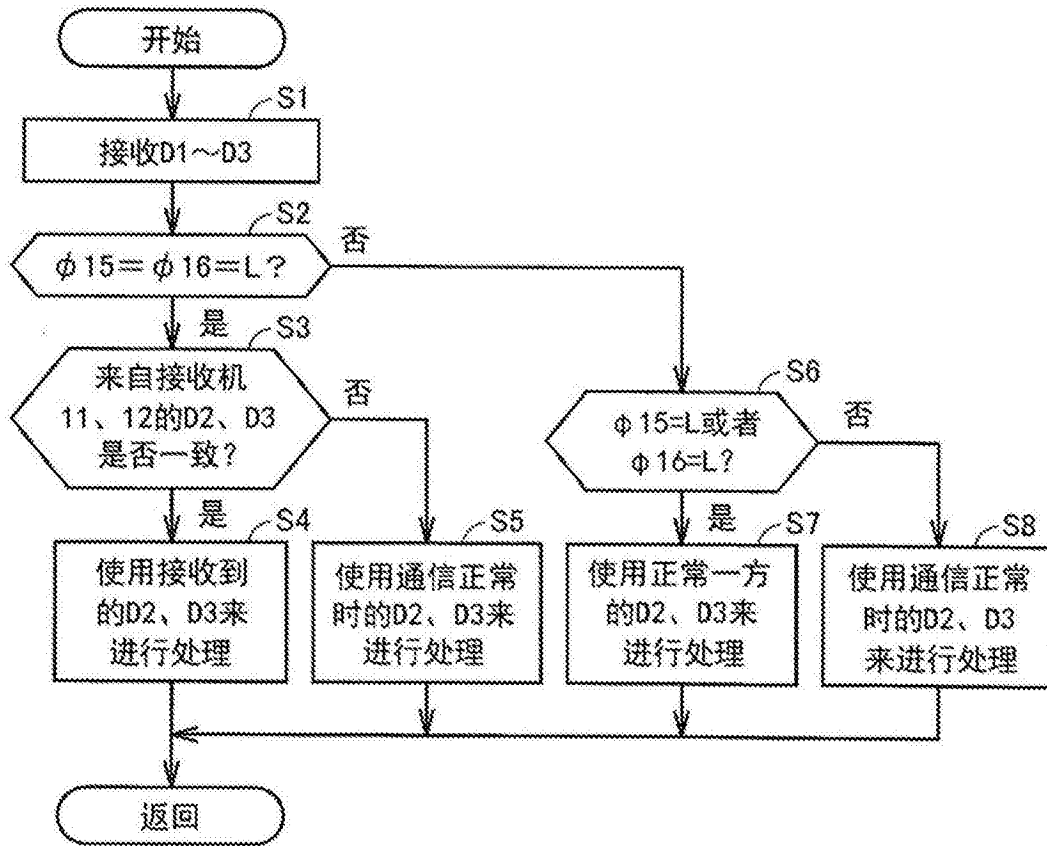 开始
S1
接收D1～D3
S2
φ15=φ16=L?
否
是
S3
来自接收机
11、12的D2、D3
是否一致?
否
S6
φ15=L或者
φ16=L?
否
是
S4
使用接收到
的D2、D3来
进行处理
S5
使用通信正常
时的D2、D3来
进行处理
是
S7
使用正常一方
的D2、D3来
进行处理
S8
使用通信正常
时的D2、D3
来进行处理
返回